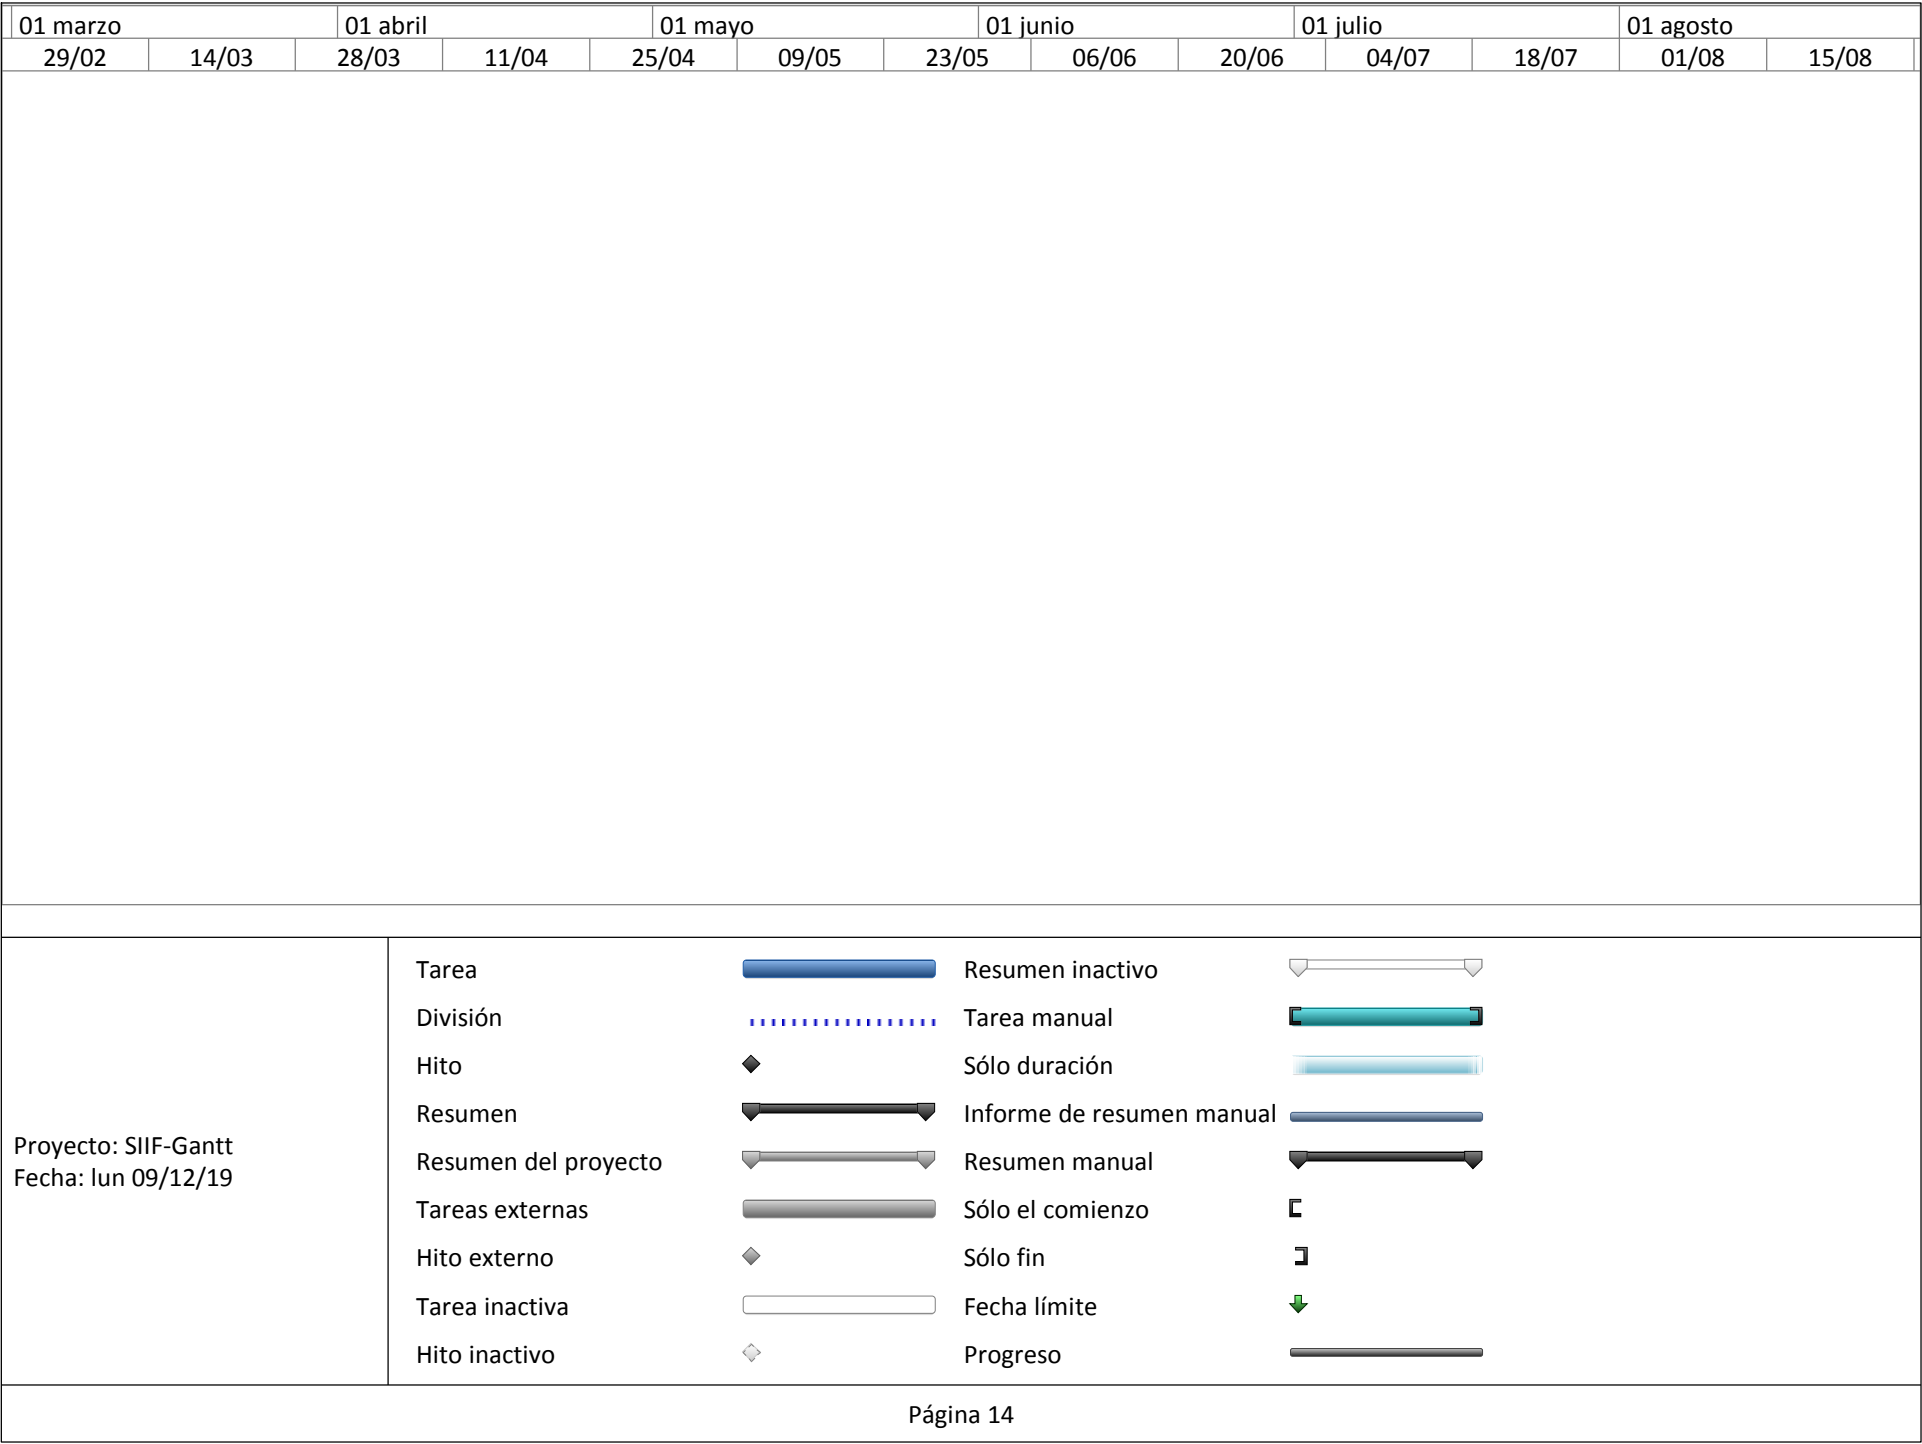 01 marzo 01 abril 01 mayo 01 junio 01 julio 01 agosto
29/02 14/03 28/03 11/04 25/04 09/05 23/05 06/06 20/06 04/07 18/07 01/08 15/08
Proyecto: SIIF-Gantt
Fecha: lun 09/12/19
Tarea
División
Hito
Resumen
Resumen del proyecto
Tareas externas
Hito externo
Tarea inactiva
Hito inactivo
Resumen inactivo
Tarea manual
Sólo duración
Informe de resumen manual
Resumen manual
Sólo el comienzo
Sólo fin
Fecha límite
Progreso
Página 14